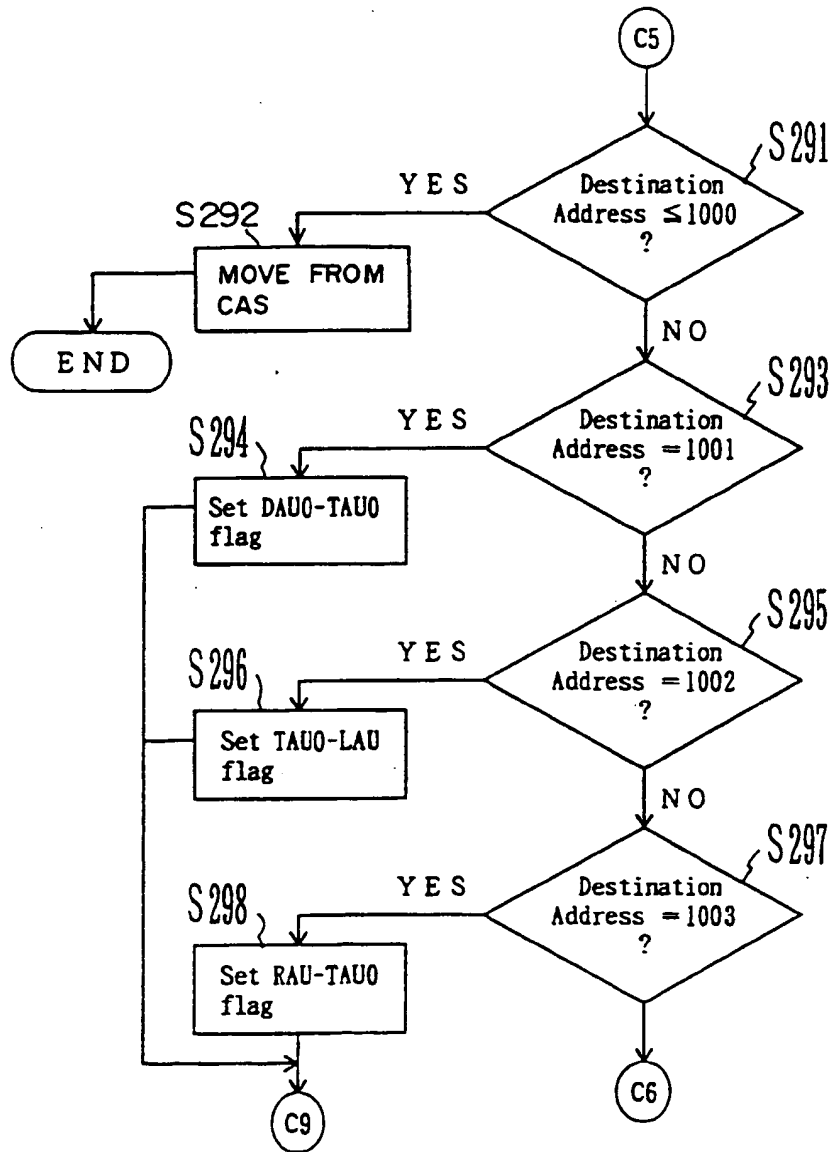 C5
S291
Destination
Address ≦1000
?
YES
S292
MOVE FROM
CAS
END
NO
S293
Destination
Address =1001
?
YES
S294
Set DAU0-TAU0
flag
NO
S295
Destination
Address =1002
?
YES
S296
Set TAU0-LAU
flag
NO
S297
Destination
Address =1003
?
YES
S298
Set RAU-TAU0
flag
C9
C6